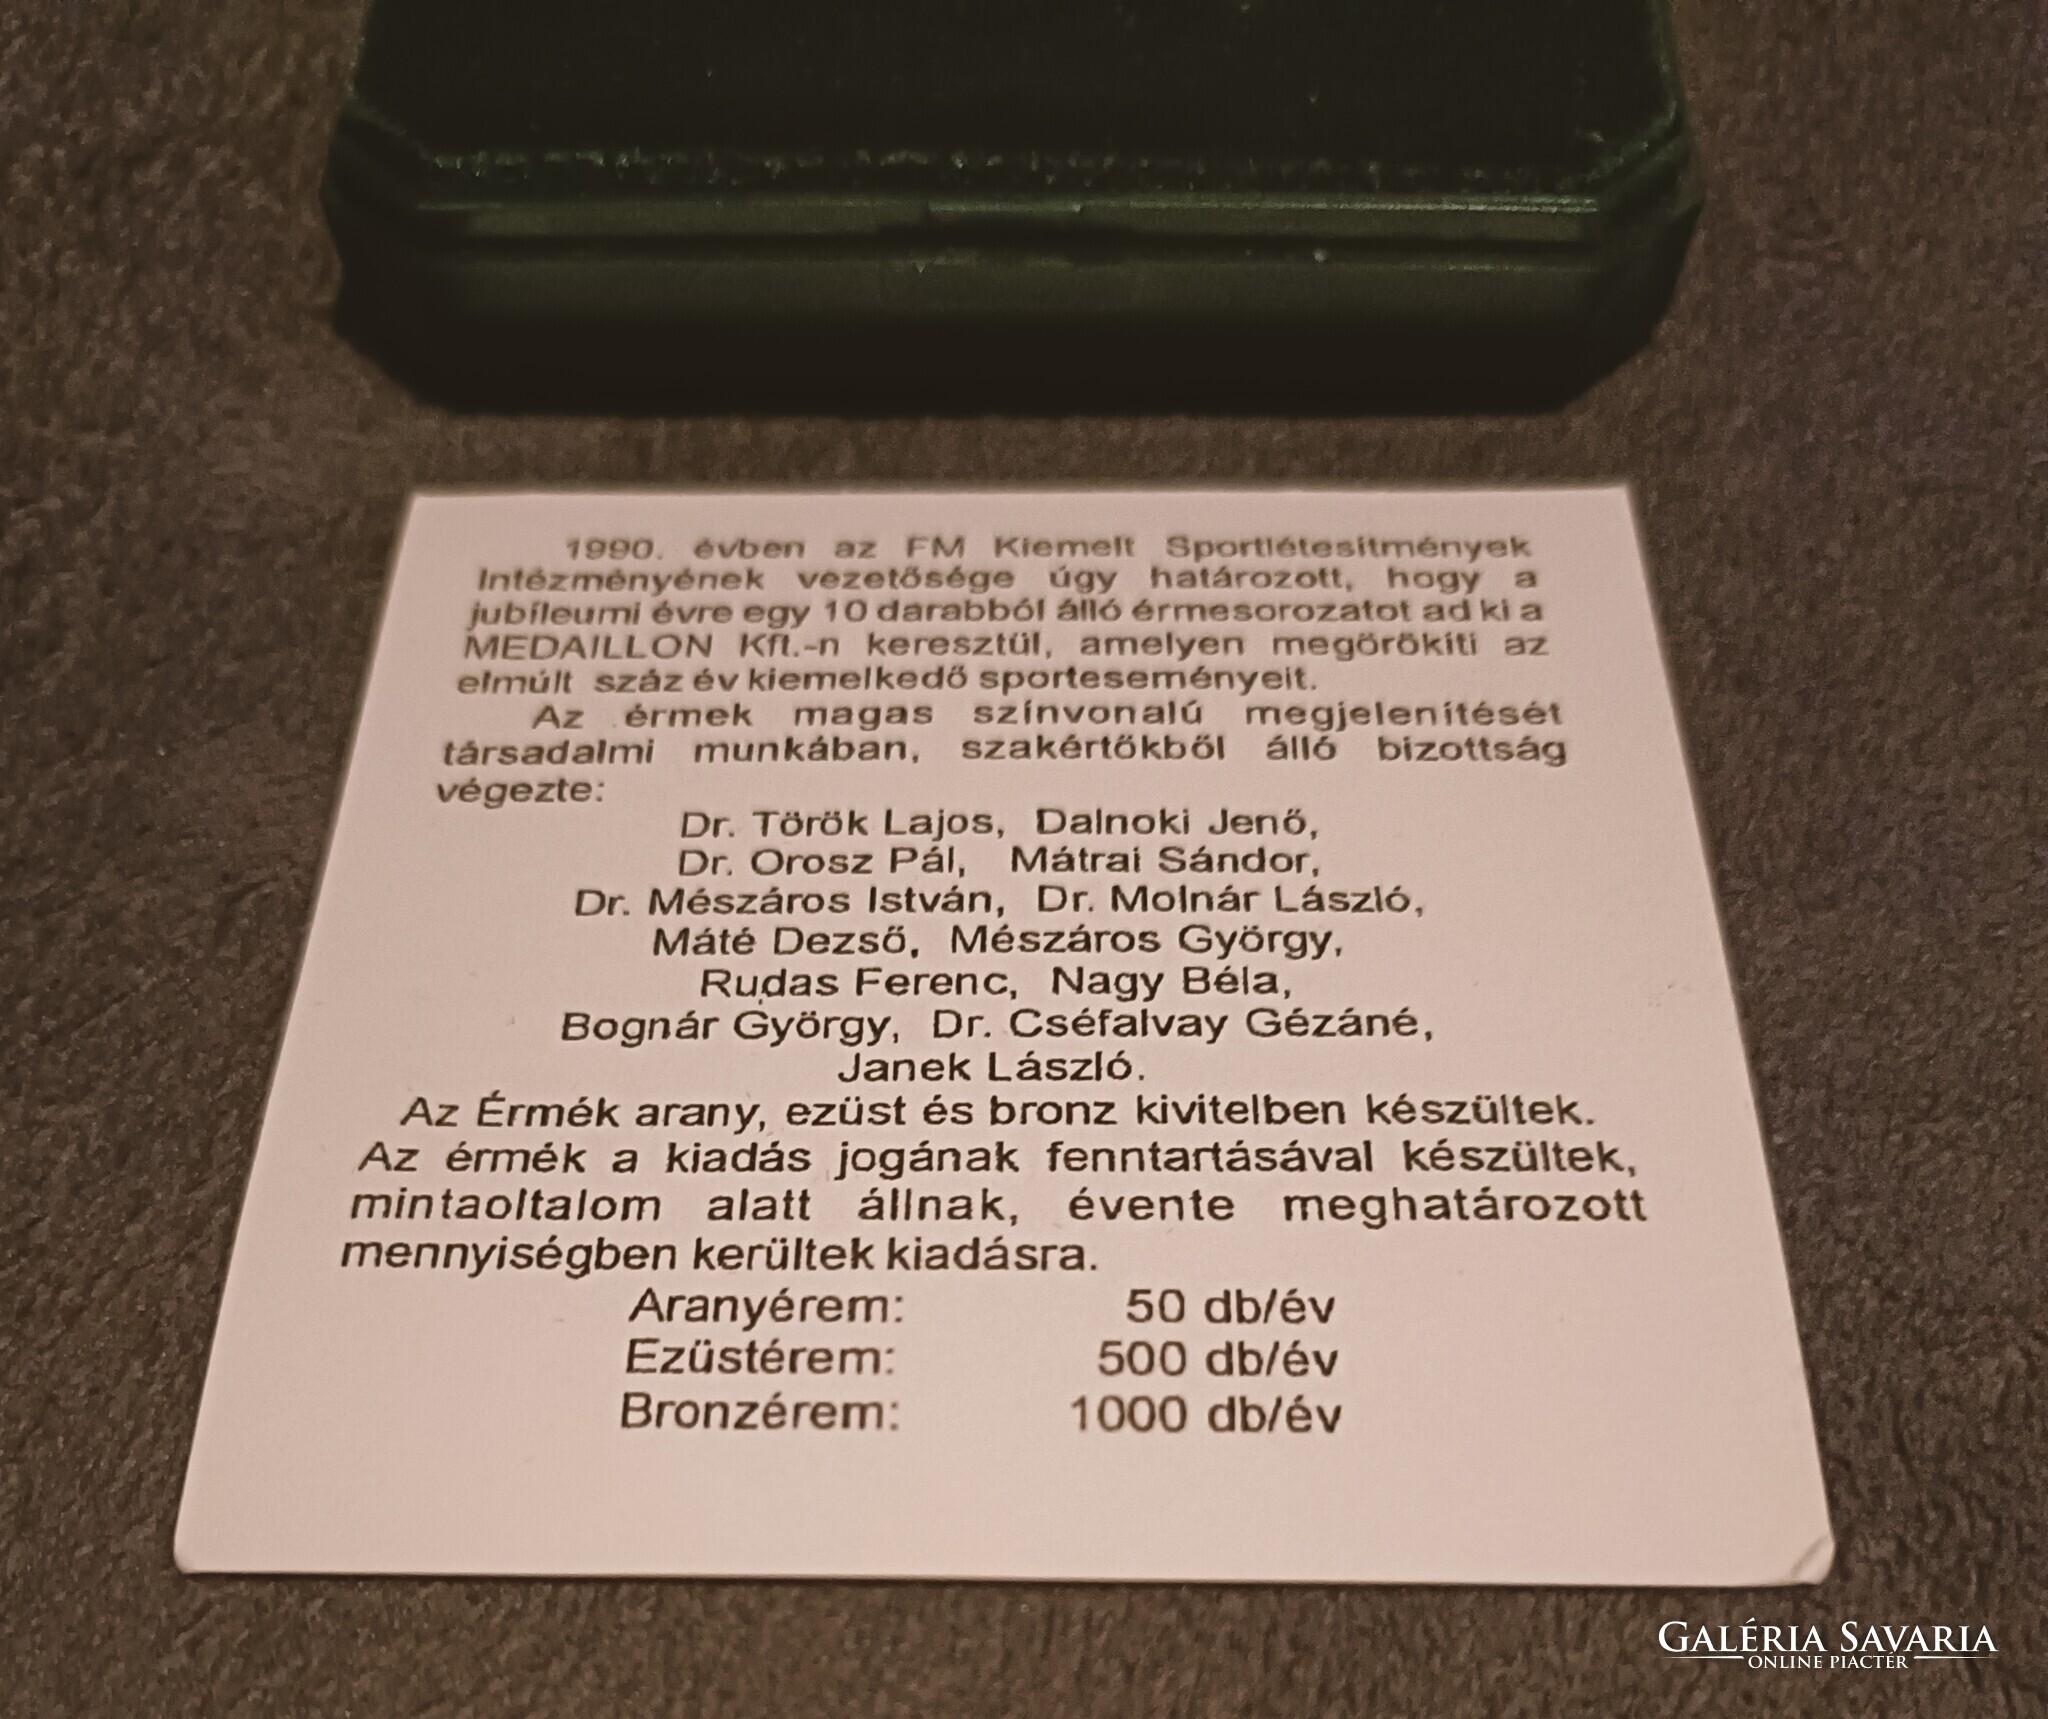 1990. évben az FM Kiemelt Sportlétesítmények
Intézményének vezetősége úgy határozott, hogy a
jubileumi évre egy 10 darabból álló érmesorozatot ad ki a
MEDAILLON Kft.-n keresztül, amelyen megörökíti az
elmúlt száz év kiemelkedő sporteseményeit.
Az érmek magas színvonalú megjelenítését
társadalmi munkában, szakértőkből álló bizottság
végezte:
Dr. Török Lajos, Dalnoki Jenő,
Dr. Orosz Pál, Mátrai Sándor,
Dr. Mészáros István, Dr. Molnár László,
Máté Dezső, Mészáros György,
Rudas Ferenc, Nagy Béla,
Bognár György, Dr. Cséfalvay Gézáné,
Janek László.
Az Érmék arany, ezüst és bronz kivitelben készültek.
Az érmék a kiadás jogának fenntartásával készültek,
mintaoltalom alatt állnak, évente meghatározott
mennyiségben kerültek kiadásra.
Aranyérem: 50 db/év
Ezüstérem: 500 db/év
Bronzérem: 1000 db/év
GALÉRIA SAVARIA
ONLINE PIACTÉR